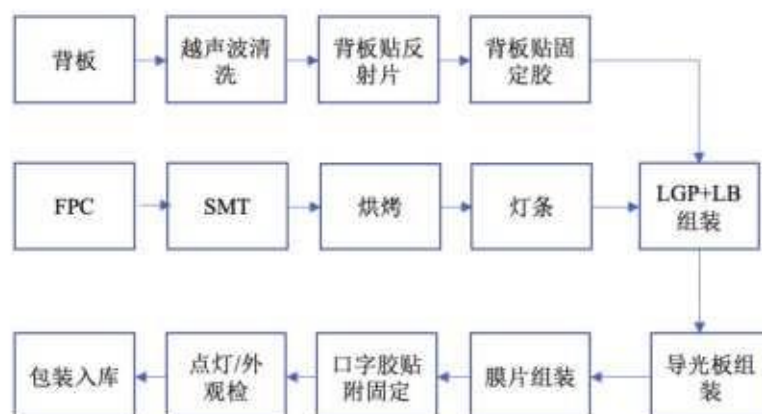 背板
越声波清
洗
背板贴反
射片
背板贴固
定胶
FPC
SMT
烘烤
灯条
LGP+LB
组装
包装入库
点灯/外
观检
口字胶贴
附固定
膜片组装
导光板组
装